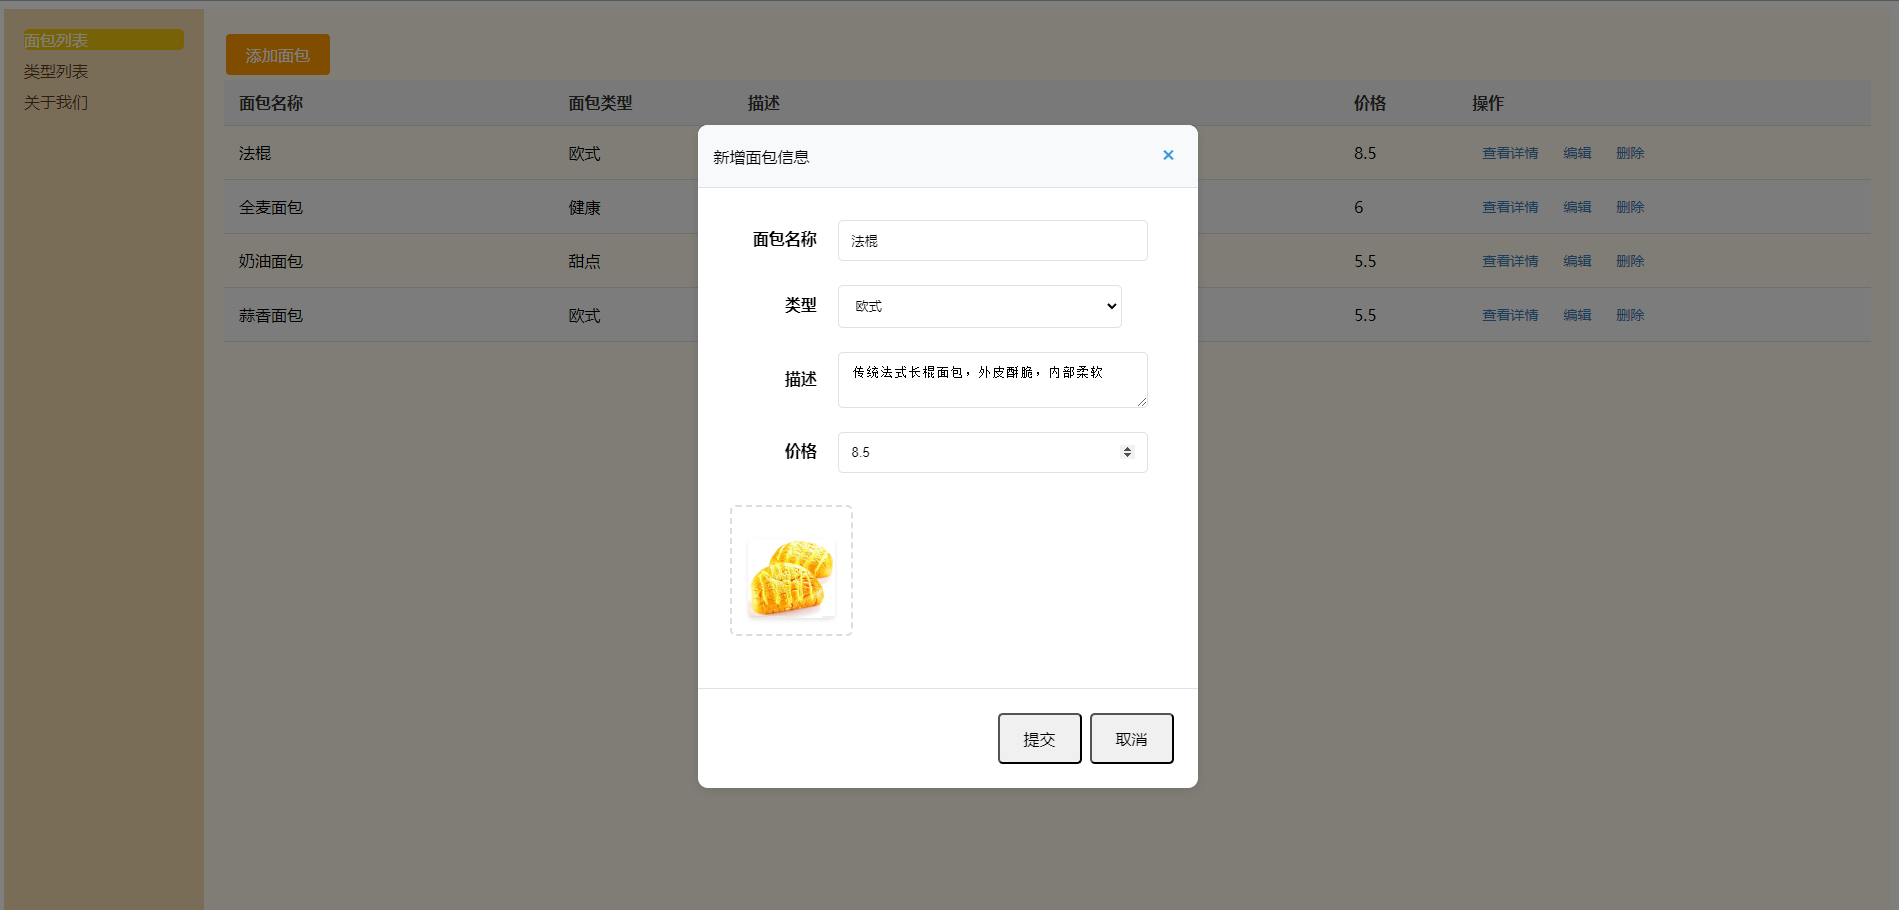 面包列表
类型列表
关于我们
添加面包
面包名称 面包类型 描述 价格 操作
法棍 欧式 8.5 查看详情 编辑 删除
全麦面包 健康 6 查看详情 编辑 删除
奶油面包 甜点 5.5 查看详情 编辑 删除
蒜香面包 欧式 5.5 查看详情 编辑 删除
新增面包信息 ×
面包名称 法棍
类型 欧式
描述 传统法式长棍面包，外皮酥脆，内部柔软
价格 8.5
提交 取消